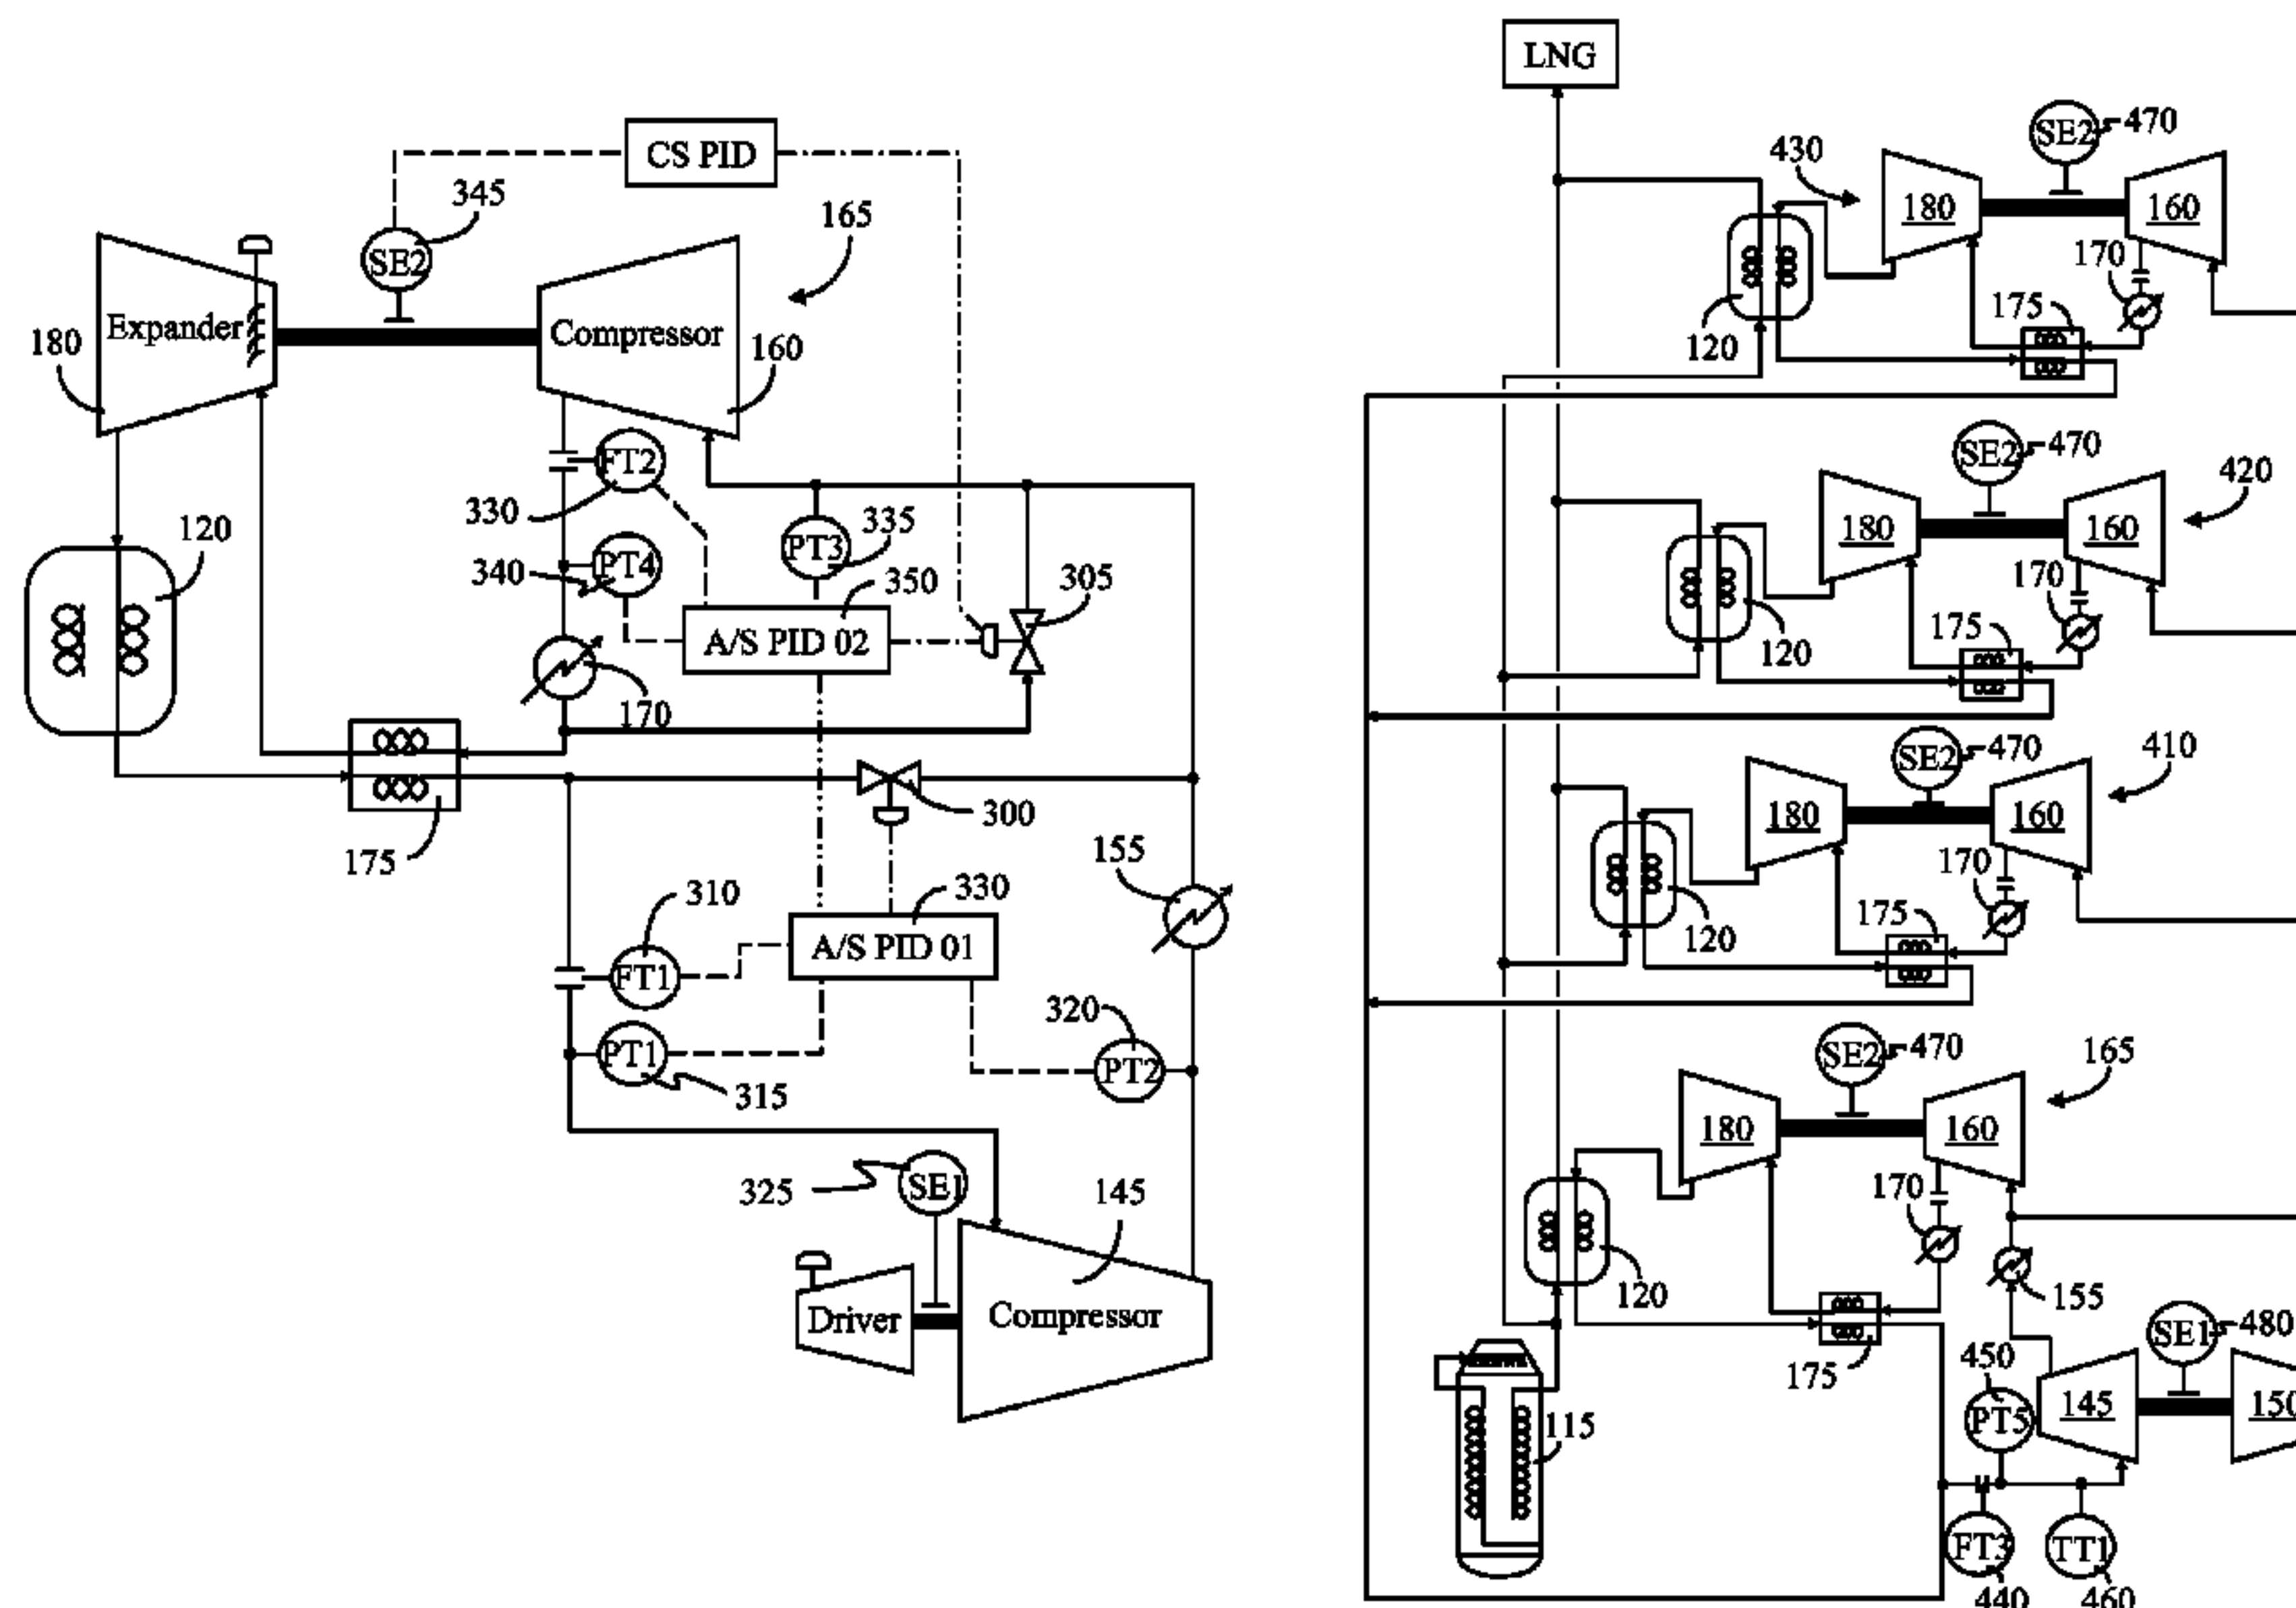 CS PID
345
SE2
165
Expander
Compressor
180
160
FT2
330
120
335
PT3
PT4
340
350
305
A/S PID 02
170
300
175
155
310
330
A/S PID 01
FT1
320
PT1
PT2
315
325
SE1
145
Driver
Compressor
LNG
SE2
470
430
180
160
170
175
120
SE2
470
420
180
160
170
175
120
SE2
470
410
180
160
170
175
120
SE2
470
165
180
160
170
120
155
175
SE1
480
450
PT5
145
115
FT3
TT1
440
460